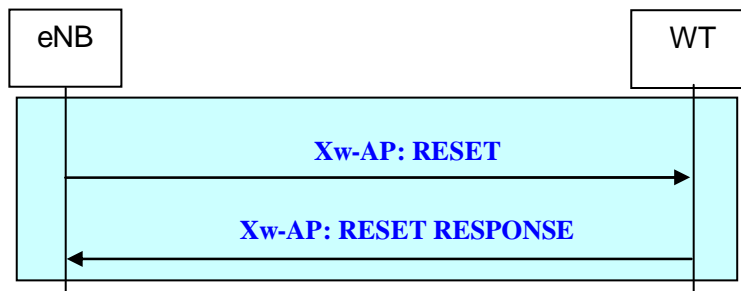 eNB
WT
Xw-AP: RESET
Xw-AP: RESET RESPONSE